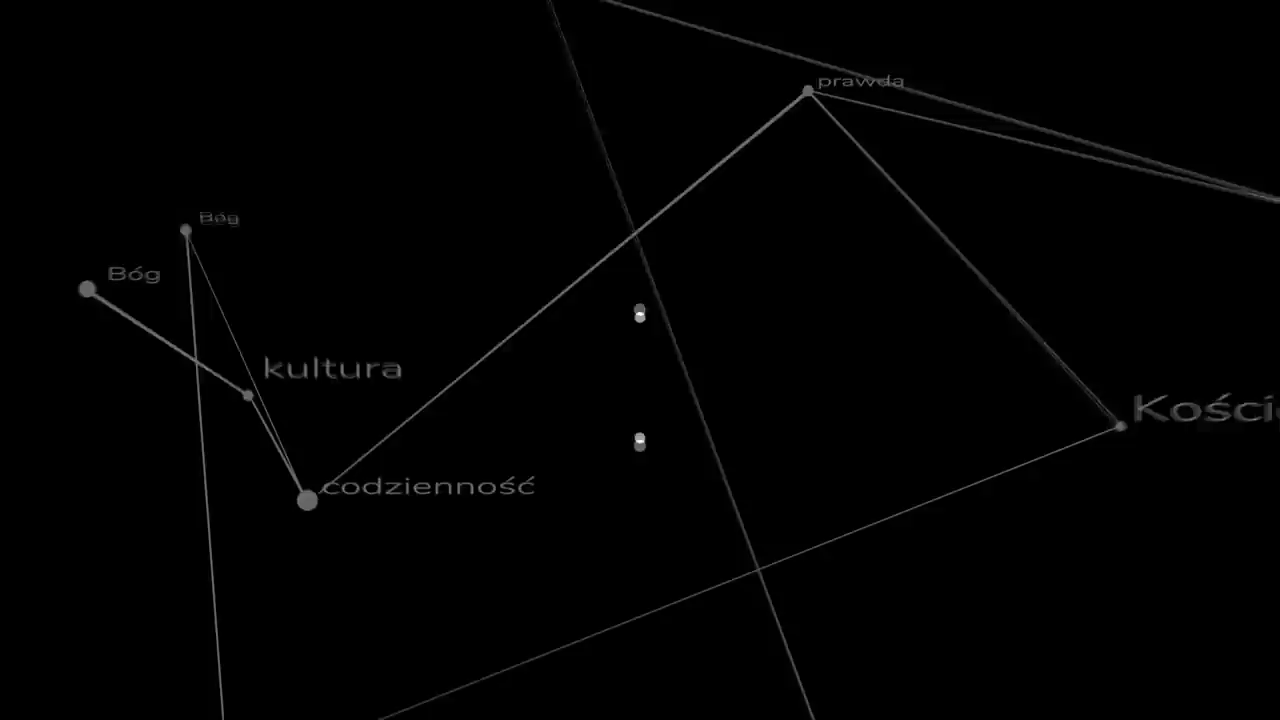 prawda
Bóg
Bóg
kultura
Kości
codzienność